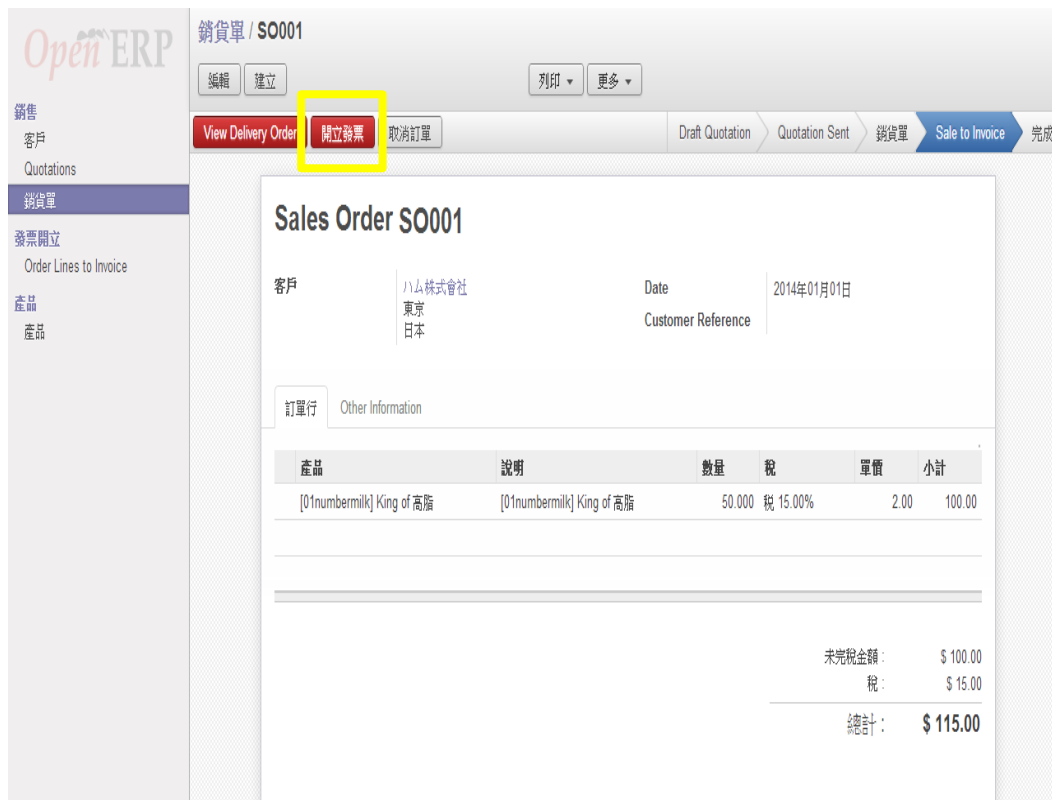 Open ERP
銷售
客戶
Quotations
銷貨單
發票開立
Order Lines to Invoice
產品
產品
銷貨單 / SO001
編輯 建立 列印 更多
View Delivery Order 開立發票 取消訂單 Draft Quotation Quotation Sent 銷貨單 Sale to Invoice 完成
Sales Order SO001
客戶 ハム株式會社 Date 2014年01月01日
東京 Customer Reference
日本
訂單行 Other Information
產品 說明 數量 稅 單價 小計
[01numbermilk] King of 高脂 [01numbermilk] King of 高脂 50.000 税 15.00% 2.00 100.00
未完稅金額 : $ 100.00
稅 : $ 15.00
總計 : $ 115.00